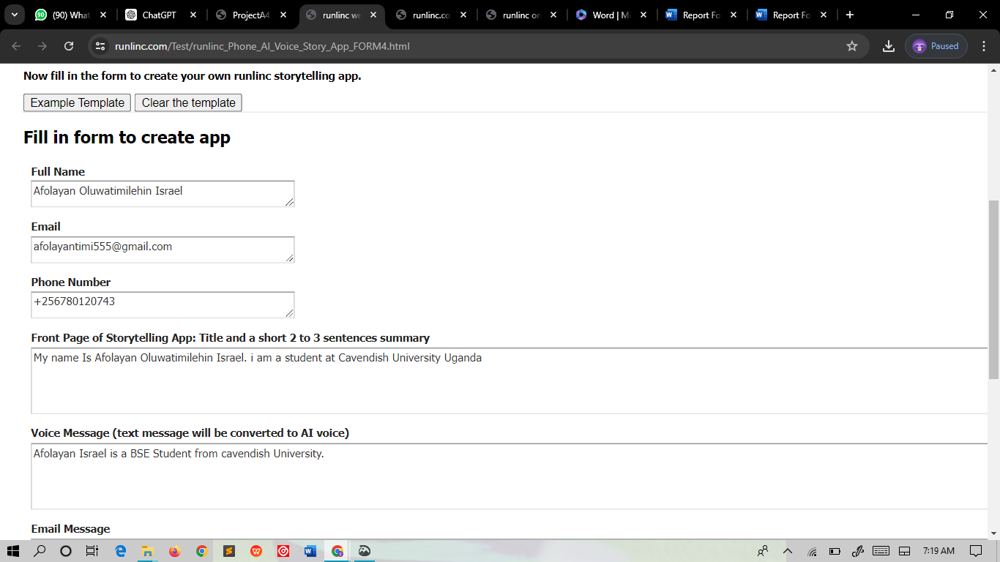 (90) What
ChatGPT
ProjectA4
runlinc we
runlinc.co
runlinc on
Word | Mi
Report Fo
Report Fo
runlinc.com/Test/runlinc_Phone_AI_Voice_Story_App_FORM4.html
Paused
Now fill in the form to create your own runlinc storytelling app.
Example Template
Clear the template
Fill in form to create app
Full Name
Afolayan Oluwatimilehin Israel
Email
afolayantimi555@gmail.com
Phone Number
+256780120743
Front Page of Storytelling App: Title and a short 2 to 3 sentences summary
My name Is Afolayan Oluwatimilehin Israel. i am a student at Cavendish University Uganda
Voice Message (text message will be converted to AI voice)
Afolayan Israel is a BSE Student from cavendish University.
Email Message
7:19 AM